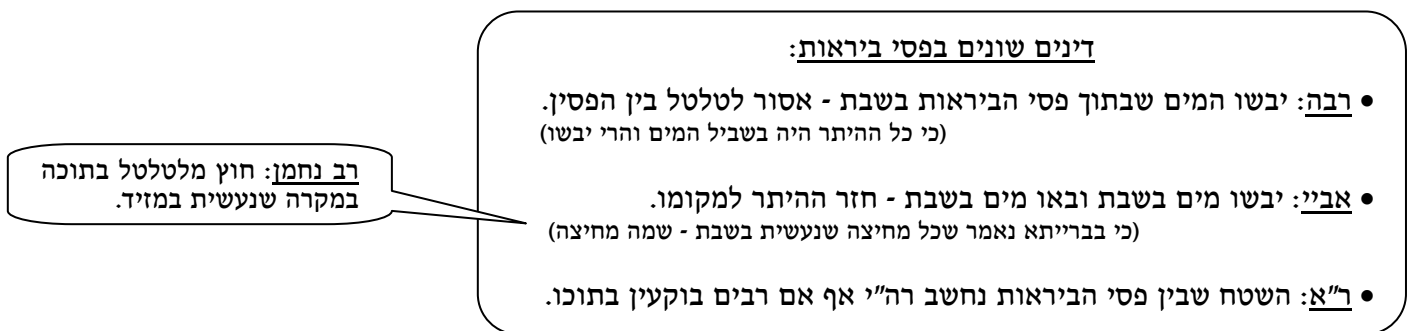 דינים שונים בפסי ביראות:
• רבה: יבשו המים שבתוך פסי הביראות בשבת - אסור לטלטל בין הפסין.
(כי כל ההיתר היה בשביל המים והרי יבשו)
• אביי: יבשו מים בשבת ובאו מים בשבת - חזר ההיתר למקומו.
(כי בברייתא נאמר שכל מחיצה שנעשית בשבת - שמה מחיצה)
רב נחמן: חוץ מלטלטל בתוכה
במקרה שנעשית במזיד.
• ר"א: השטח שבין פסי הביראות נחשב רה"י אף אם רבים בוקעין בתוכו.